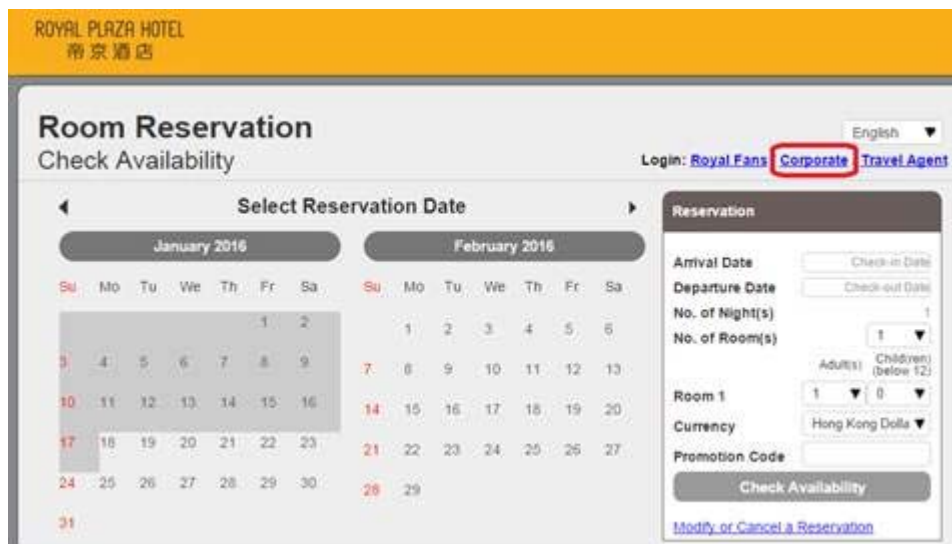 ROYAL PLAZA HOTEL
帝京酒店
Room Reservation
English
Check Availability
Login: Royal Fans Corporate Travel Agent
Select Reservation Date
January 2016
Su Mo Tu We Th Fr Sa
1 2
3 4 5 6 7 8 9
10 11 12 13 14 15 16
17 18 19 20 21 22 23
24 25 26 27 28 29 30
31
February 2016
Su Mo Tu We Th Fr Sa
1 2 3 4 5 6
7 8 9 10 11 12 13
14 15 16 17 18 19 20
21 22 23 24 25 26 27
28 29
Reservation
Arrival Date Check-in Date
Departure Date Check-out Date
No. of Night(s) 1
No. of Room(s) 1
Adult(s) Child(ren)
(below 12)
Room 1 1 0
Currency Hong Kong Dolla
Promotion Code
Check Availability
Modify or Cancel a Reservation